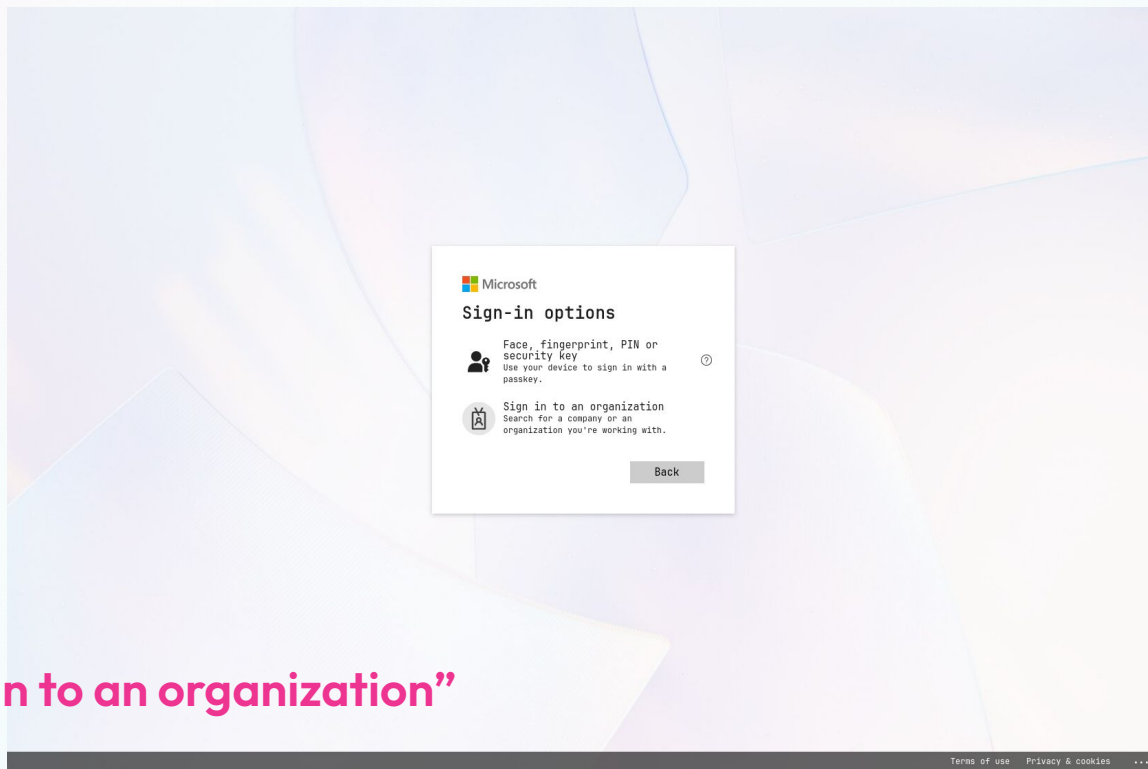 Microsoft
Sign-in options
Face, fingerprint, PIN or
security key
Use your device to sign in with a
passkey.
Sign in to an organization
Search for a company or an
organization you're working with.
Back
n to an organization”
Terms of use Privacy & cookies ...